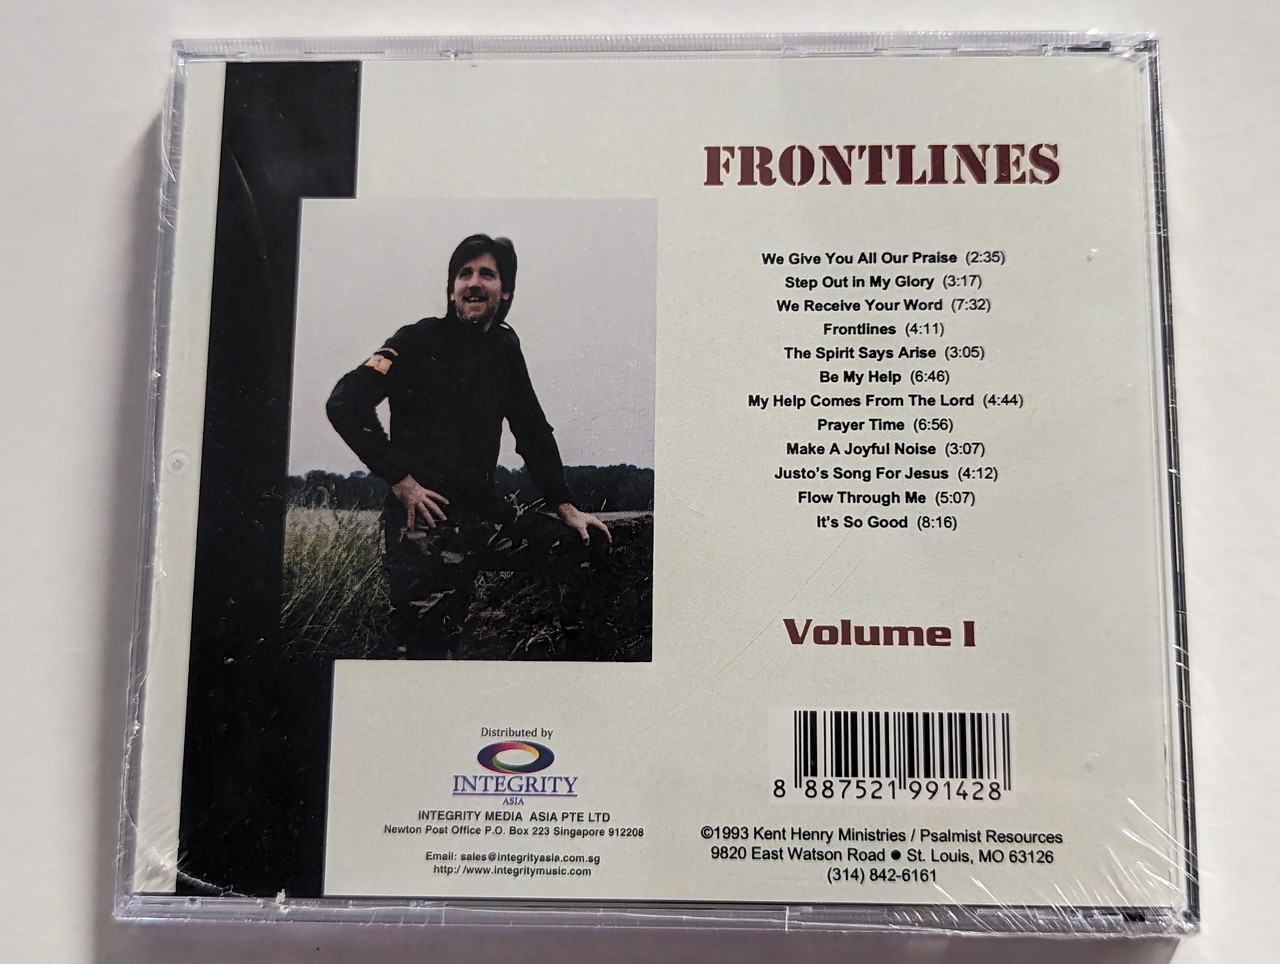 FRONTLINES
We Give You All Our Praise (2:35)
Step Out in My Glory (3:17)
We Receive Your Word (7:32)
Frontlines (4:11)
The Spirit Says Arise (3:05)
Be My Help (6:46)
My Help Comes From The Lord (4:44)
Prayer Time (6:56)
Make A Joyful Noise (3:07)
Justo's Song For Jesus (4:12)
Flow Through Me (5:07)
It's So Good (8:16)
Volume I
Distributed by
INTEGRITY
ASIA
INTEGRITY MEDIA ASIA PTE LTD
Newton Post Office P.O. Box 223 Singapore 912208
Email: sales@integrityasia.com.sg
http:/ /www.integritymusic.com
8 887521 991428
©1993 Kent Henry Ministries / Psalmist Resources
9820 East Watson Road ● St. Louis, MO 63126
(314) 842-6161